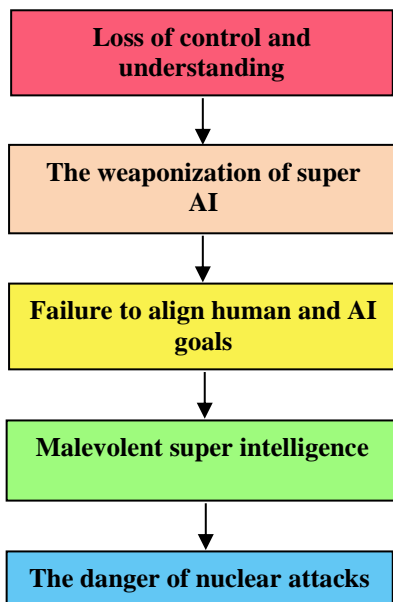 Loss of control and
understanding
The weaponization of super
AI
Failure to align human and AI
goals
Malevolent super intelligence
The danger of nuclear attacks